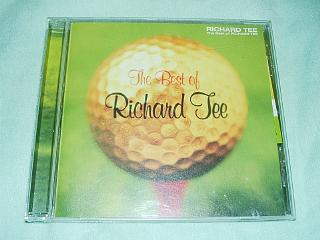 RICHARD TEE
The Best of RICHARD TEE
The Best of
Richard Tee